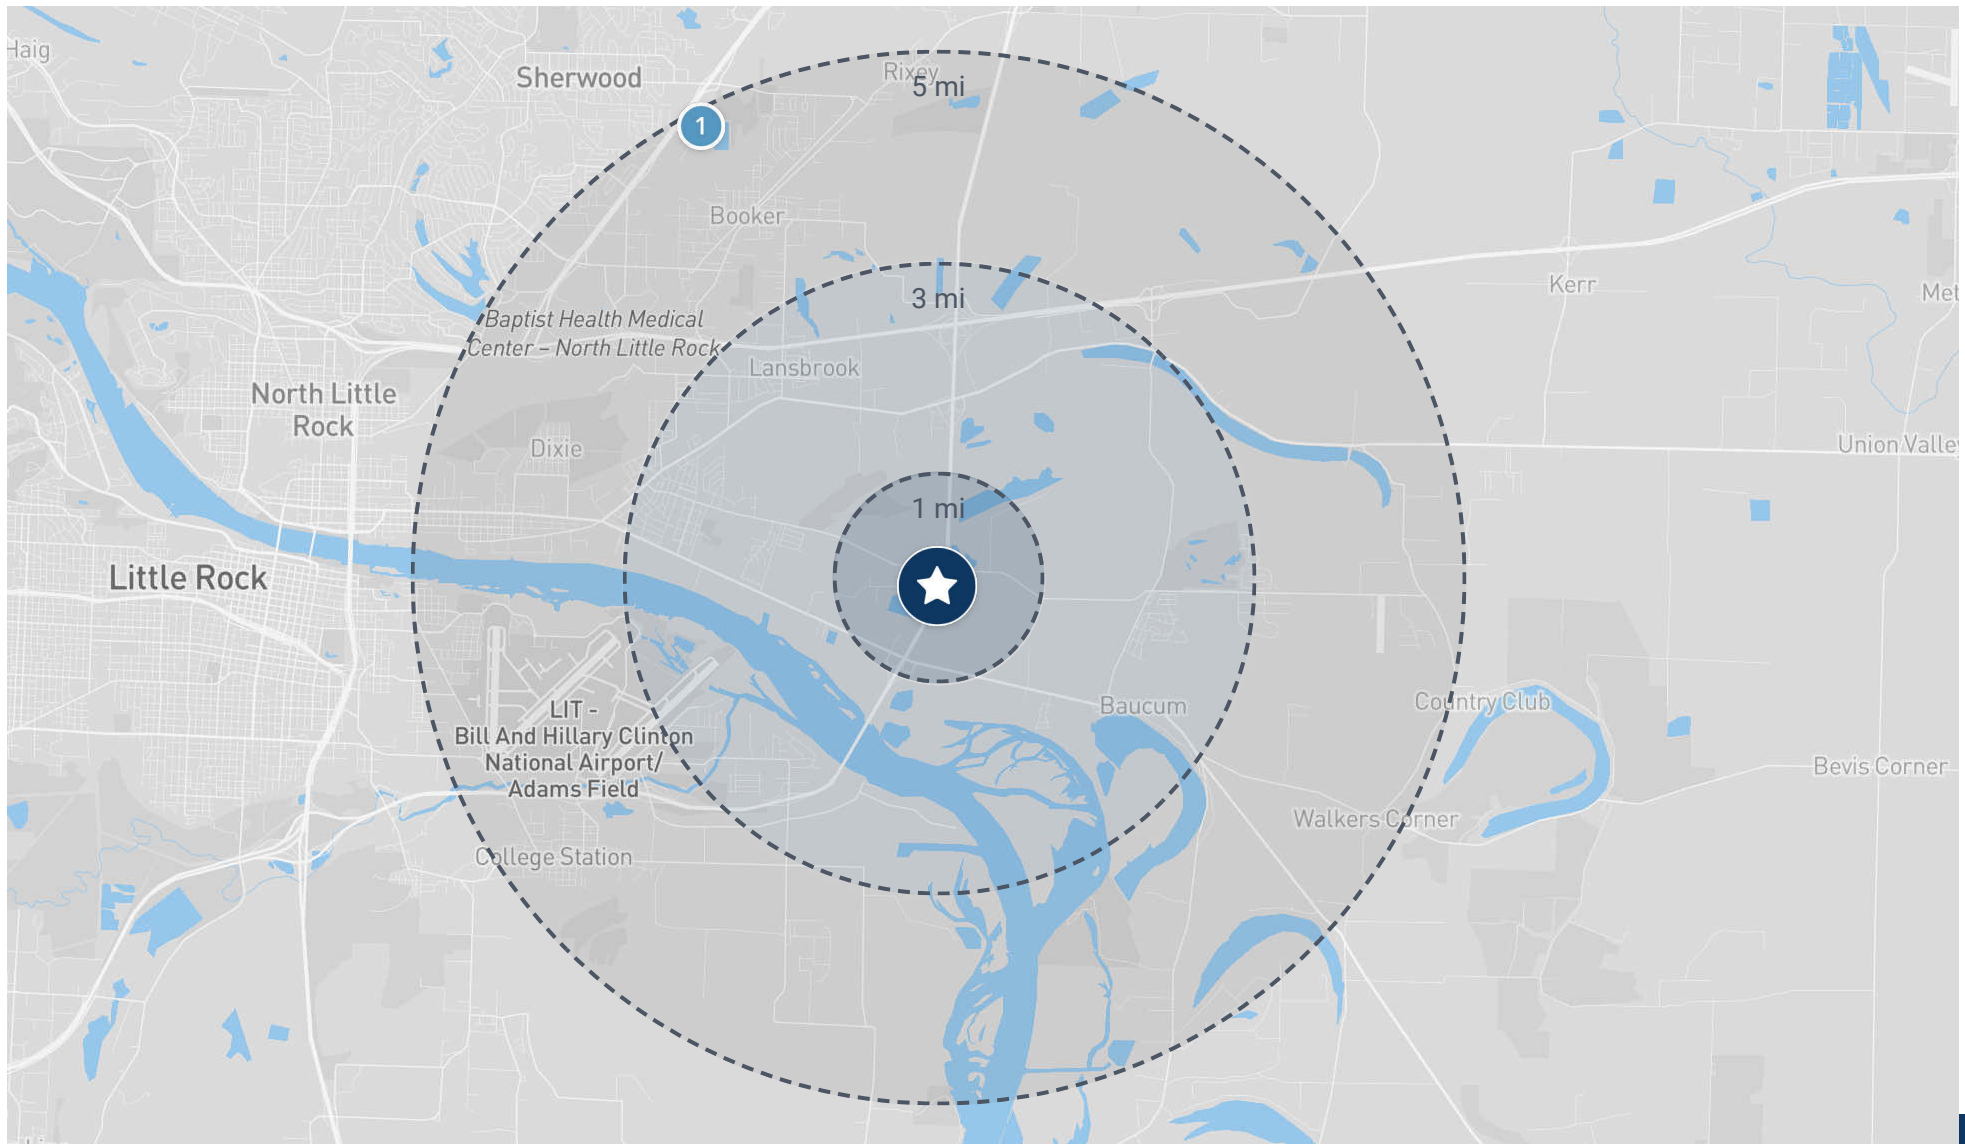 Haig
Sherwood
Rixey
5 mi
1
Booker
Kerr
Met
3 mi
Baptist Health Medical
Center – North Little Rock
Lansbrook
North Little
Rock
Dixie
Union Valley
1 mi
Little Rock
LIT -
Bill And Hillary Clinton
National Airport/
Adams Field
Baucum
Country Club
Bevis Corner
Walkers Corner
College Station